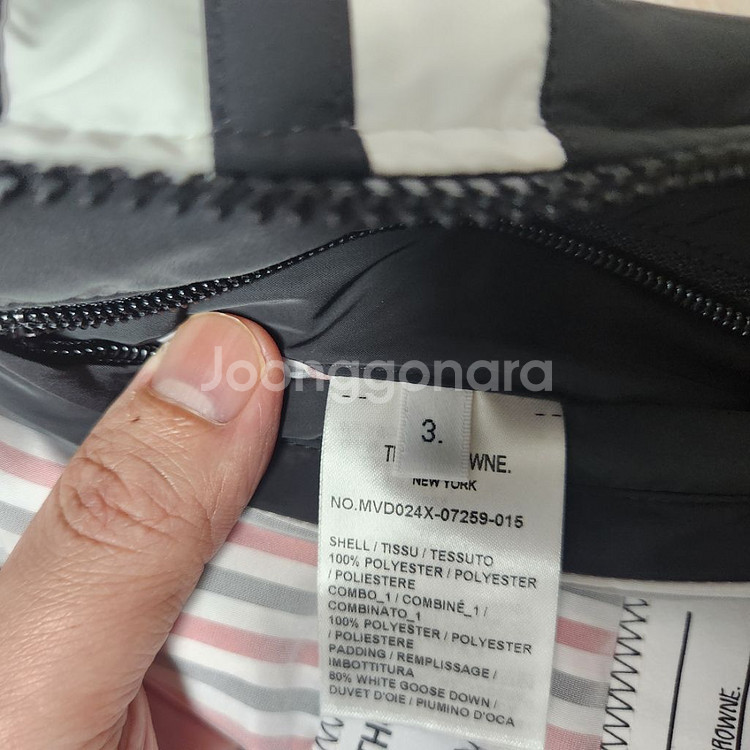 Joonggonara
3.
NEW YORK
NO.MVD024X-07259-015
SHELL / TISSU / TESSUTO
100% POLYESTER / POLYESTER
/ POLIESTERE
COMBO_1 / COMBINÉ_1 /
COMBINATO_1
100% POLYESTER / POLYESTER
/ POLIESTERE
PADDING / REMPLISSAGE /
IMBOTTITURA
80% WHITE GOOSE DOWN /
DUVET D'OIE / PIUMINO D'OCA